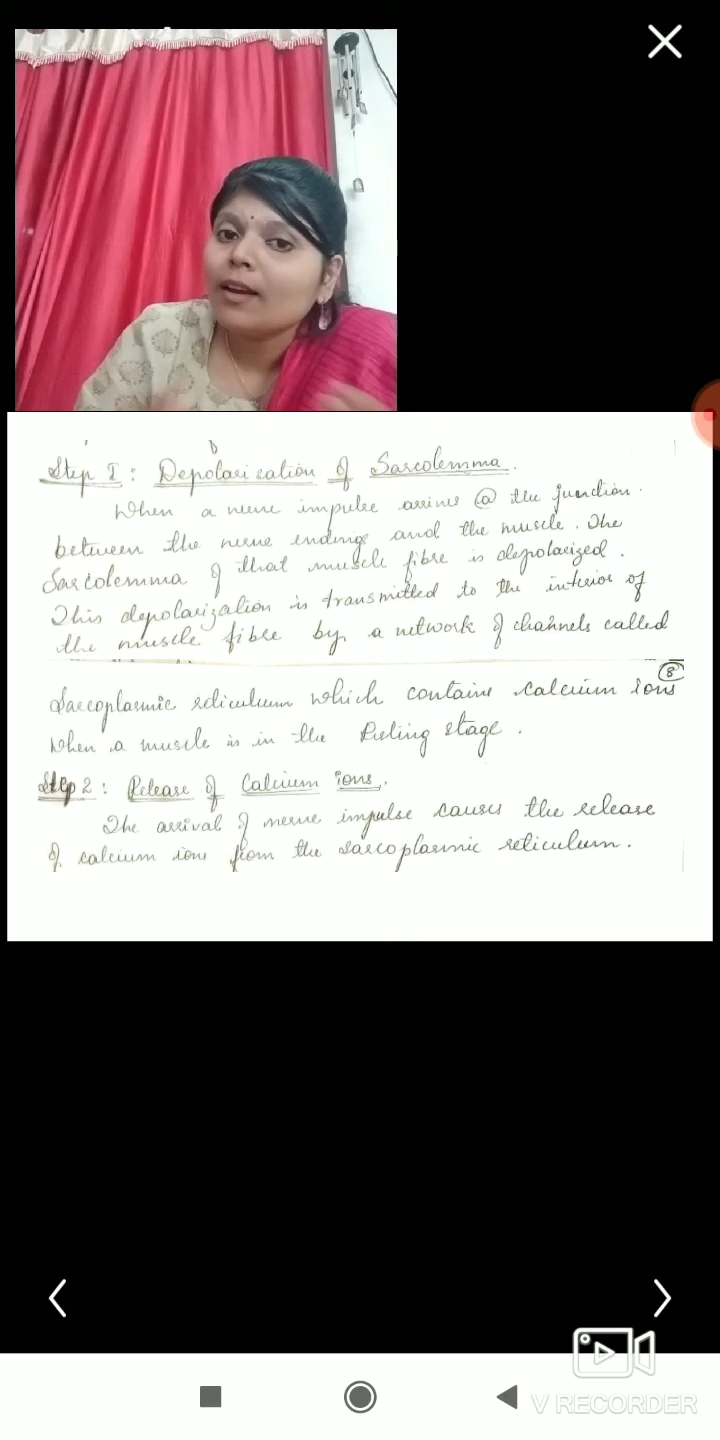 Step I : Depolarisation of Sarcolemma.
When a nerve impulse arrives @ the junction
between the nerve ending and the muscle. The
Sarcolemma of that muscle fibre is depolarized.
This depolarization is transmitted to the interior of
the muscle fibre by a network of channels called
8
Sarcoplasmic reticulum which contains calcium ions
When a muscle is in the Resting stage.
Step 2 : Release of Calcium ions.
The arrival of nerve impulse causes the release
of calcium ions from the sarcoplasmic reticulum.
V RECORDER